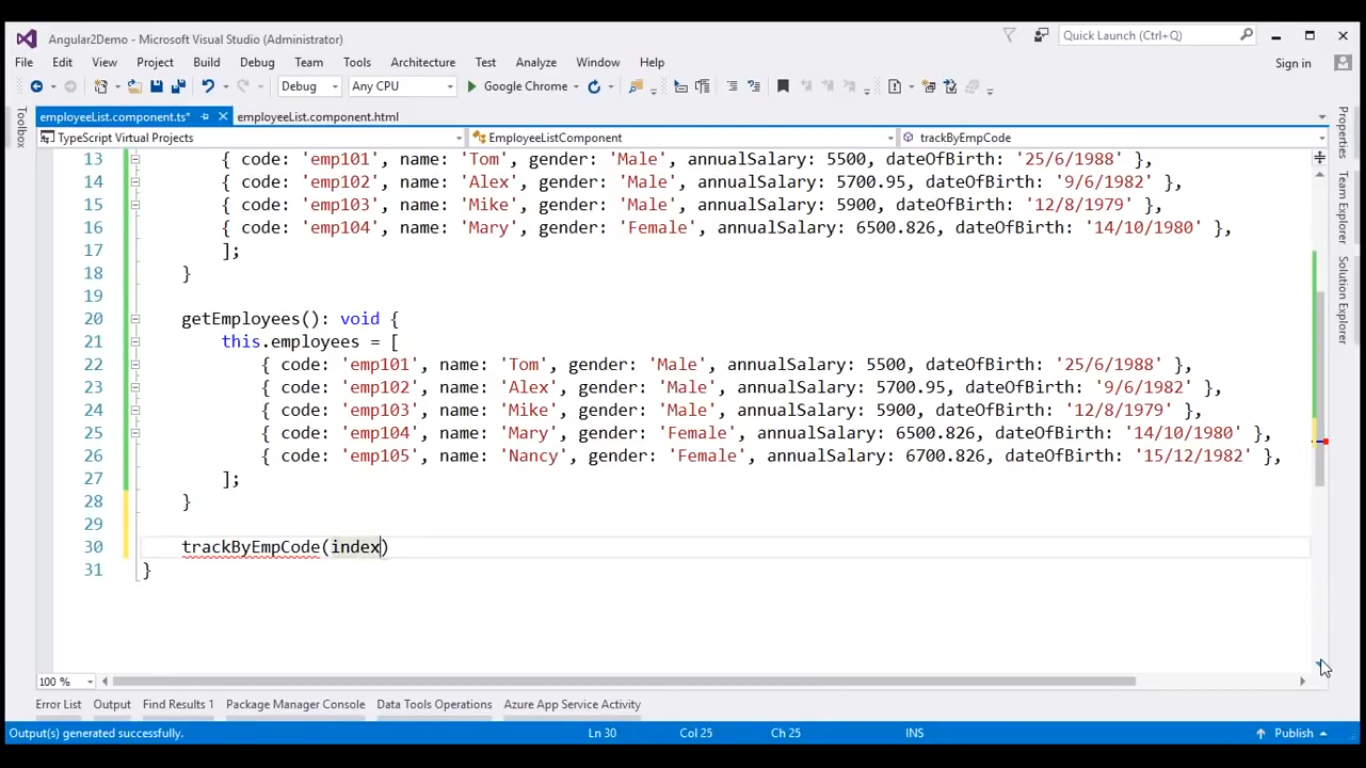 Angular2Demo - Microsoft Visual Studio (Administrator)
Quick Launch (Ctrl+Q)
File Edit View Project Build Debug Team Tools Architecture Test Analyze Window Help
Sign in
Debug Any CPU Google Chrome
employeeList.component.ts* employeeList.component.html
TypeScript Virtual Projects EmployeeListComponent trackByEmpCode
Toolbox
Properties
Team Explorer
Solution Explorer
13 { code: 'emp101', name: 'Tom', gender: 'Male', annualSalary: 5500, dateOfBirth: '25/6/1988' },
14 { code: 'emp102', name: 'Alex', gender: 'Male', annualSalary: 5700.95, dateOfBirth: '9/6/1982' },
15 { code: 'emp103', name: 'Mike', gender: 'Male', annualSalary: 5900, dateOfBirth: '12/8/1979' },
16 { code: 'emp104', name: 'Mary', gender: 'Female', annualSalary: 6500.826, dateOfBirth: '14/10/1980' },
17 ];
18 }
19
20 getEmployees(): void {
21 this.employees = [
22 { code: 'emp101', name: 'Tom', gender: 'Male', annualSalary: 5500, dateOfBirth: '25/6/1988' },
23 { code: 'emp102', name: 'Alex', gender: 'Male', annualSalary: 5700.95, dateOfBirth: '9/6/1982' },
24 { code: 'emp103', name: 'Mike', gender: 'Male', annualSalary: 5900, dateOfBirth: '12/8/1979' },
25 { code: 'emp104', name: 'Mary', gender: 'Female', annualSalary: 6500.826, dateOfBirth: '14/10/1980' },
26 { code: 'emp105', name: 'Nancy', gender: 'Female', annualSalary: 6700.826, dateOfBirth: '15/12/1982' },
27 ];
28 }
29
30 trackByEmpCode(index)
31 }
100 %
Error List Output Find Results 1 Package Manager Console Data Tools Operations Azure App Service Activity
Output(s) generated successfully. Ln 30 Col 25 Ch 25 INS Publish